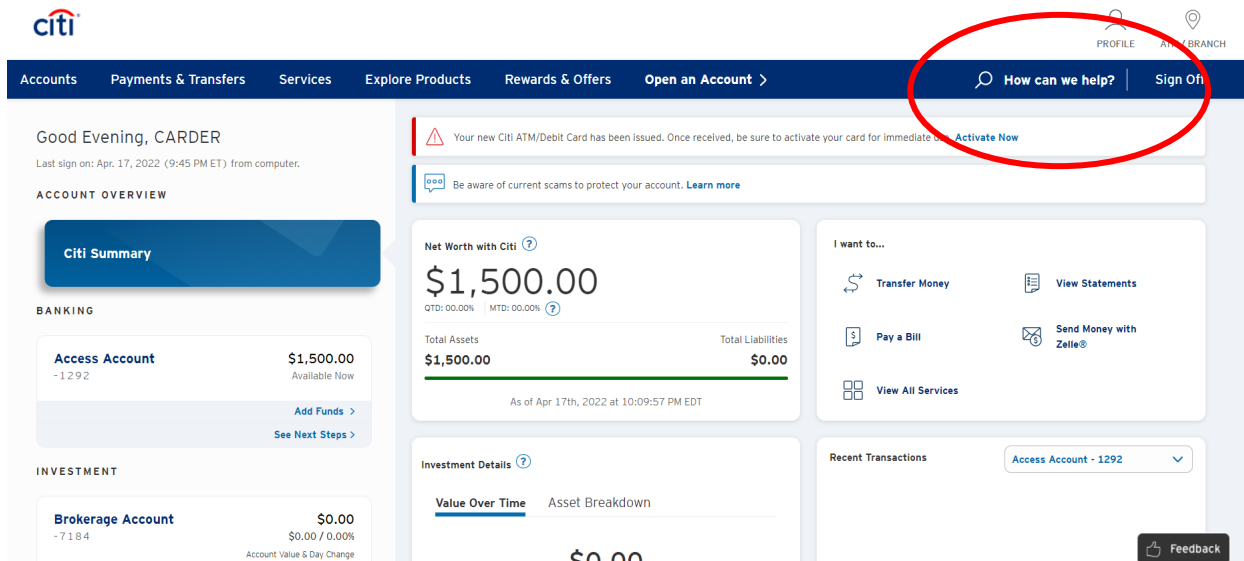 citi
PROFILE
ATM / BRANCH
Accounts Payments & Transfers Services Explore Products Rewards & Offers Open an Account > How can we help? Sign Off
Good Evening, CARDER
Last sign on: Apr. 17, 2022 (9:45 PM ET) from computer.
ACCOUNT OVERVIEW
Citi Summary
BANKING
Access Account $1,500.00
-1292 Available Now
Add Funds >
See Next Steps >
INVESTMENT
Brokerage Account $0.00
-7184 $0.00 / 0.00%
Account Value & Day Change
Your new Citi ATM/Debit Card has been issued. Once received, be sure to activate your card for immediate use. Activate Now
Be aware of current scams to protect your account. Learn more
Net Worth with Citi ?
$1,500.00
QTD: 00.00% | MTD: 00.00% ?
Total Assets Total Liabilities
$1,500.00 $0.00
As of Apr 17th, 2022 at 10:09:57 PM EDT
I want to...
Transfer Money View Statements
Pay a Bill Send Money with
Zelle®
View All Services
Investment Details ?
Value Over Time Asset Breakdown
$0.00
Recent Transactions Access Account - 1292
Feedback